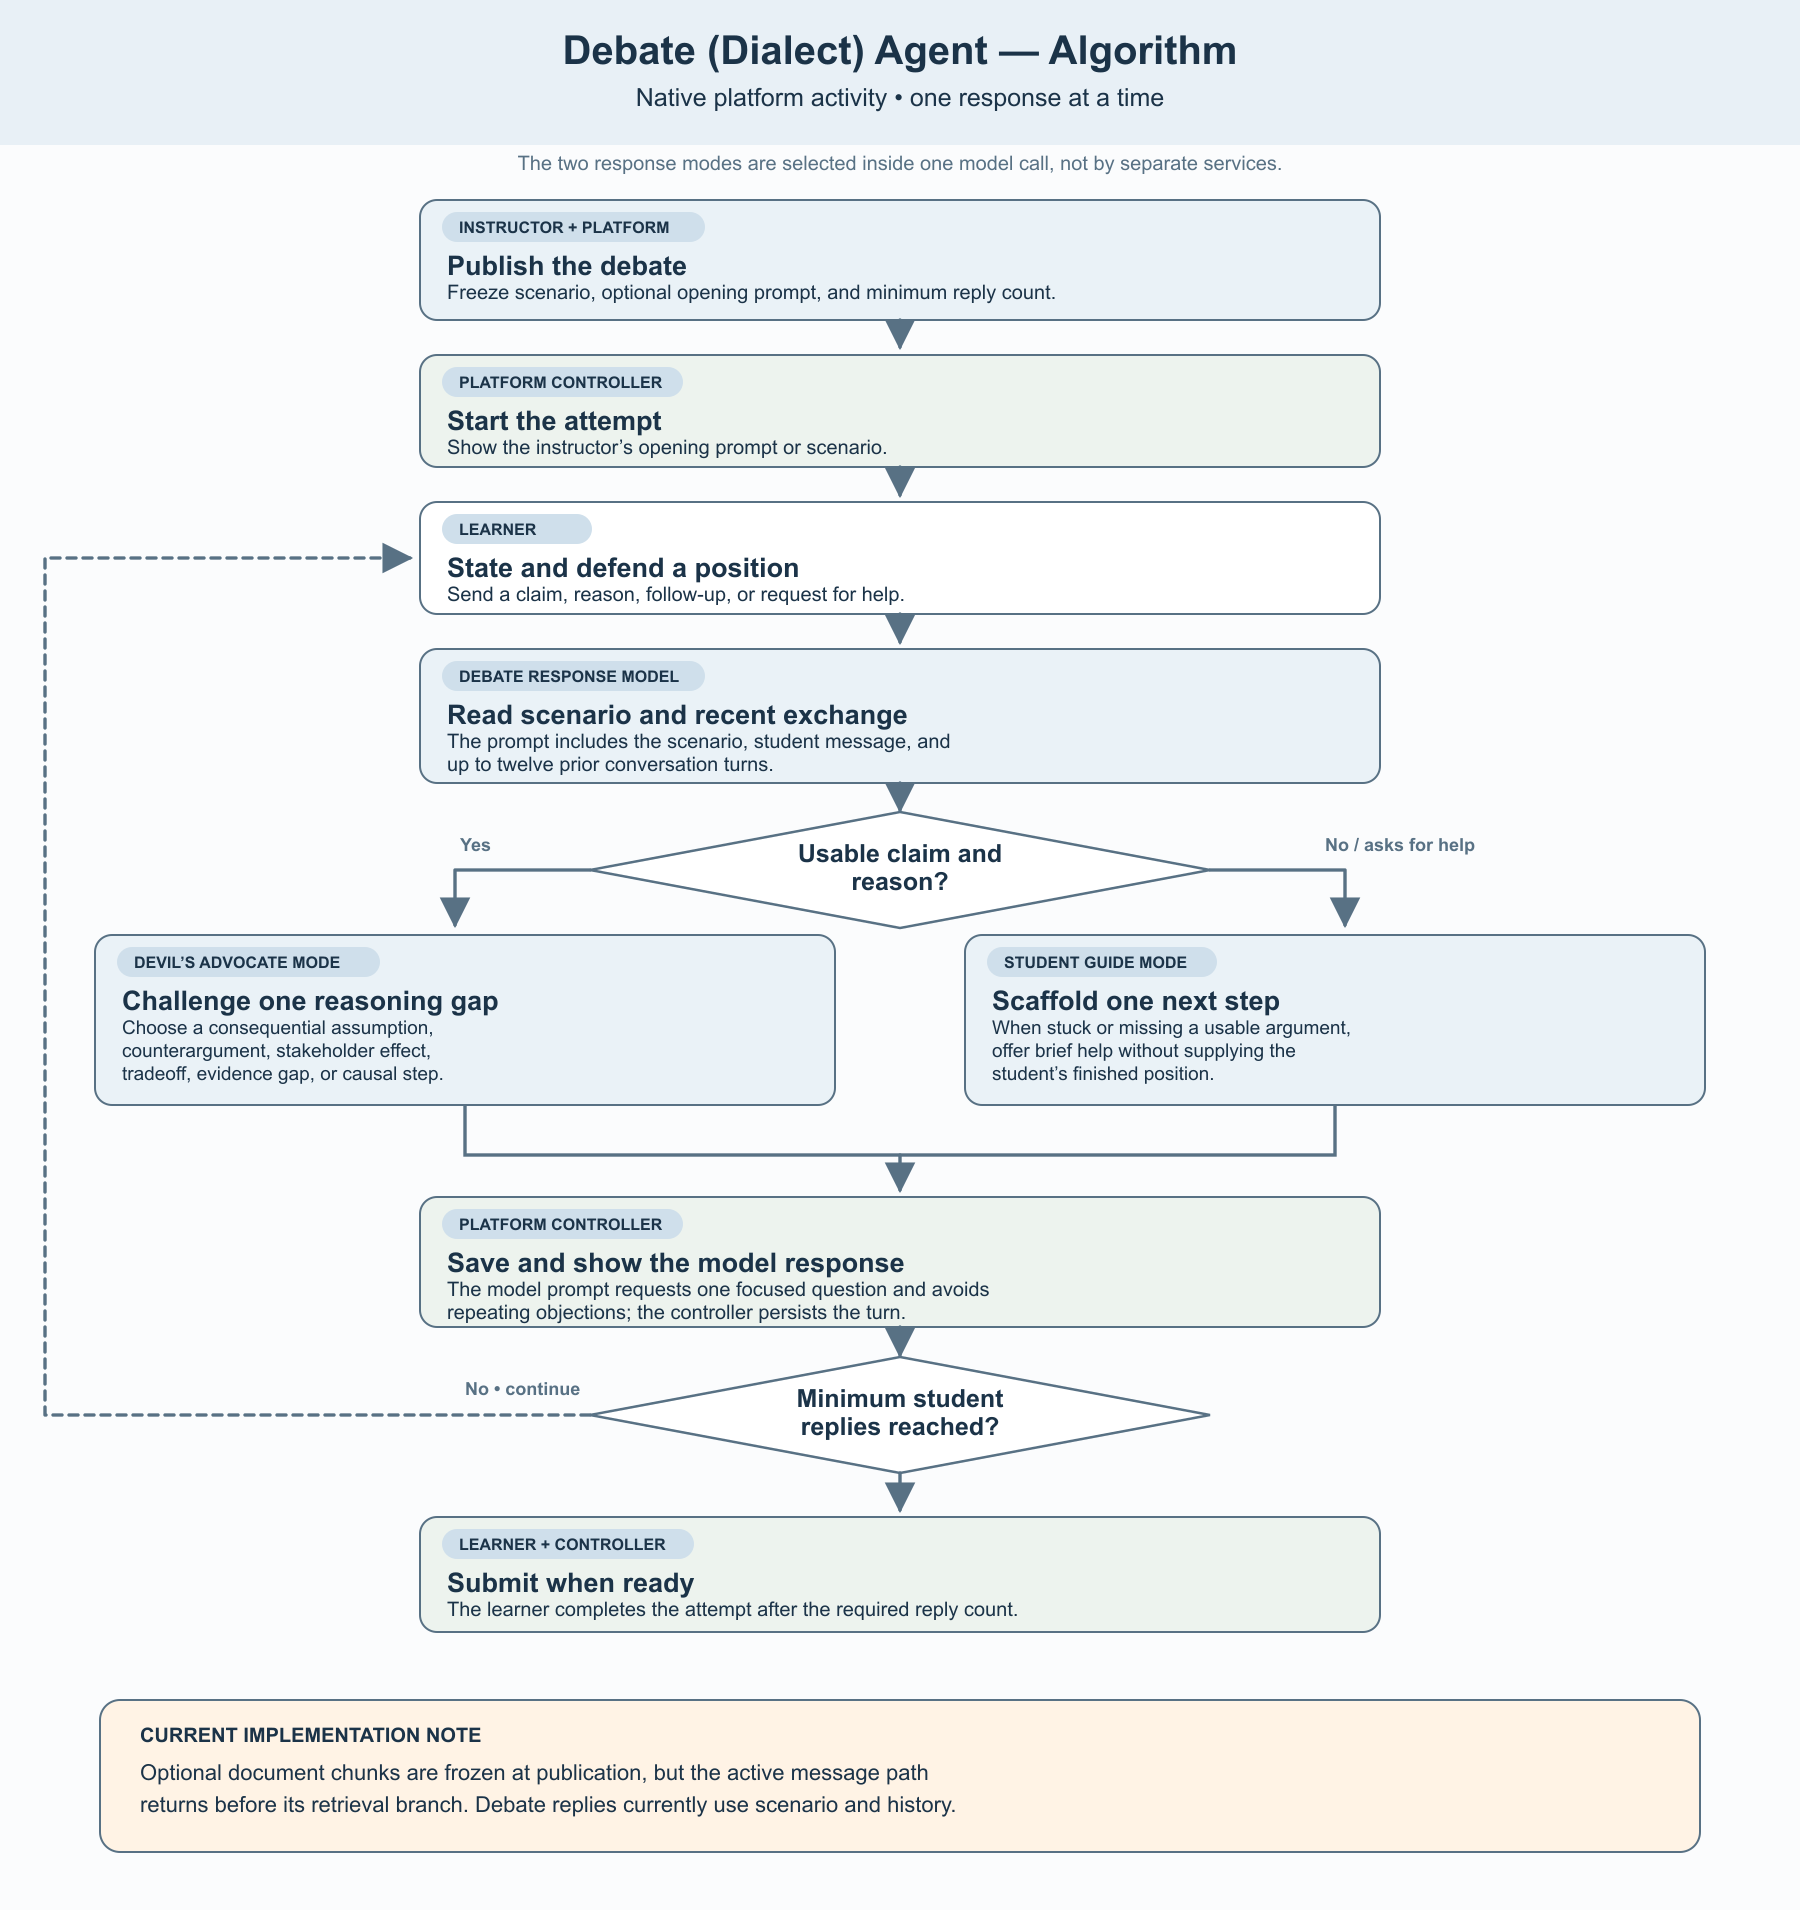 Debate (Dialect) Agent — Algorithm
Native platform activity • one response at a time
The two response modes are selected inside one model call, not by separate services.
INSTRUCTOR + PLATFORM
Publish the debate
Freeze scenario, optional opening prompt, and minimum reply count.
PLATFORM CONTROLLER
Start the attempt
Show the instructor’s opening prompt or scenario.
LEARNER
State and defend a position
Send a claim, reason, follow-up, or request for help.
DEBATE RESPONSE MODEL
Read scenario and recent exchange
The prompt includes the scenario, student message, and
up to twelve prior conversation turns.
Yes
Usable claim and
reason?
No / asks for help
DEVIL’S ADVOCATE MODE
Challenge one reasoning gap
Choose a consequential assumption,
counterargument, stakeholder effect,
tradeoff, evidence gap, or causal step.
STUDENT GUIDE MODE
Scaffold one next step
When stuck or missing a usable argument,
offer brief help without supplying the
student’s finished position.
PLATFORM CONTROLLER
Save and show the model response
The model prompt requests one focused question and avoids
repeating objections; the controller persists the turn.
No • continue
Minimum student
replies reached?
LEARNER + CONTROLLER
Submit when ready
The learner completes the attempt after the required reply count.
CURRENT IMPLEMENTATION NOTE
Optional document chunks are frozen at publication, but the active message path
returns before its retrieval branch. Debate replies currently use scenario and history.